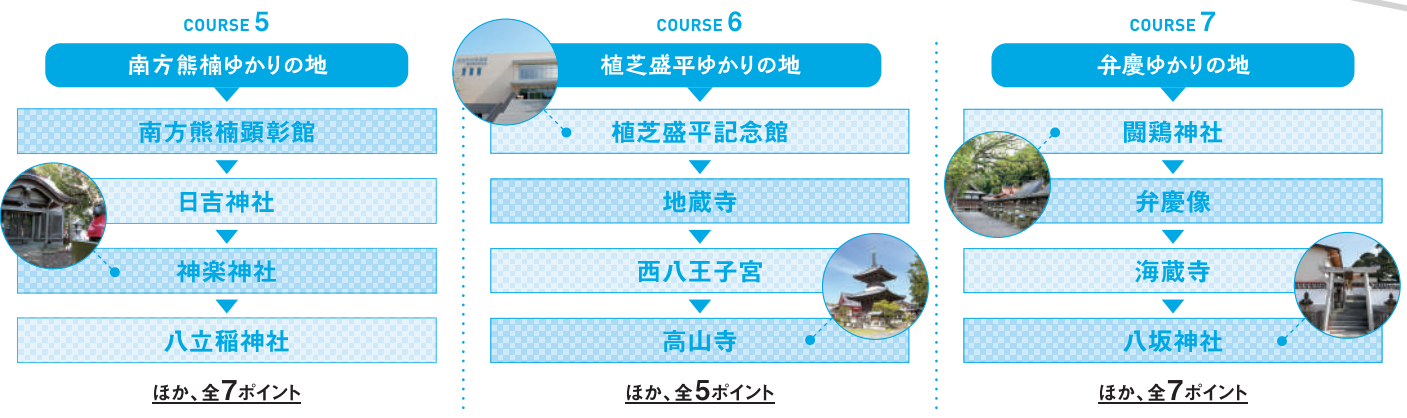 COURSE 5
南方熊楠ゆかりの地
南方熊楠顕彰館
日吉神社
神楽神社
八立稲神社
ほか、全7ポイント
COURSE 6
植芝盛平ゆかりの地
植芝盛平記念館
地蔵寺
西八王子宮
高山寺
ほか、全5ポイント
COURSE 7
弁慶ゆかりの地
闘鶏神社
弁慶像
海蔵寺
八坂神社
ほか、全7ポイント